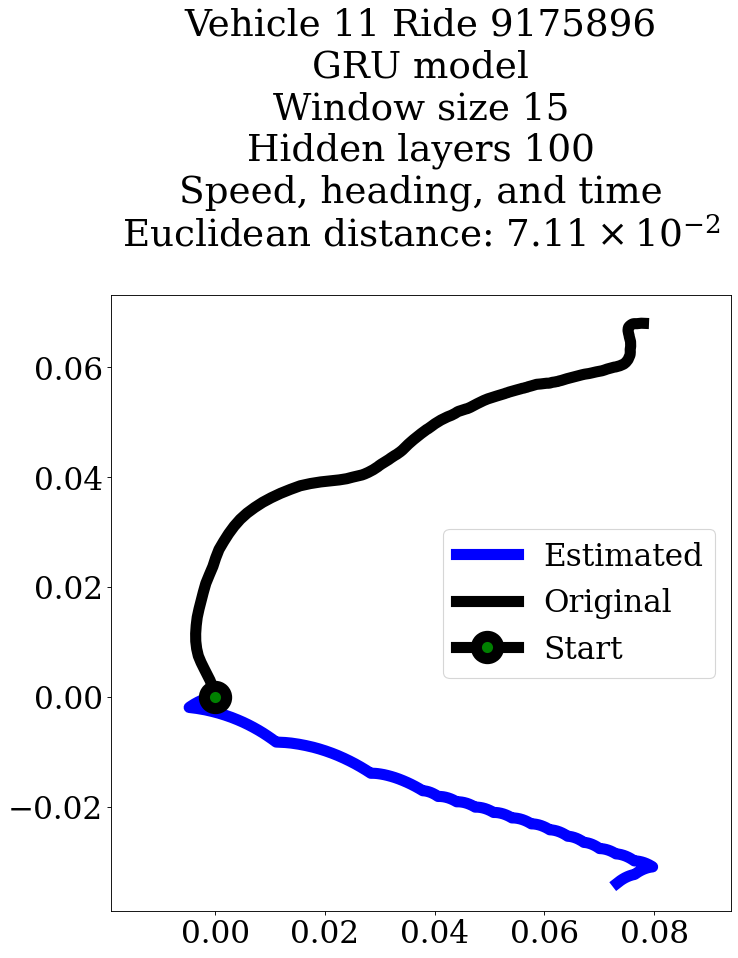 Vehicle 11 Ride 9175896
GRU model
Window size 15
Hidden layers 100
Speed, heading, and time
Euclidean distance: 7.11 × 10⁻²
0.06
0.04
0.02
0.00
−0.02
Estimated
Original
Start
0.00 0.02 0.04 0.06 0.08